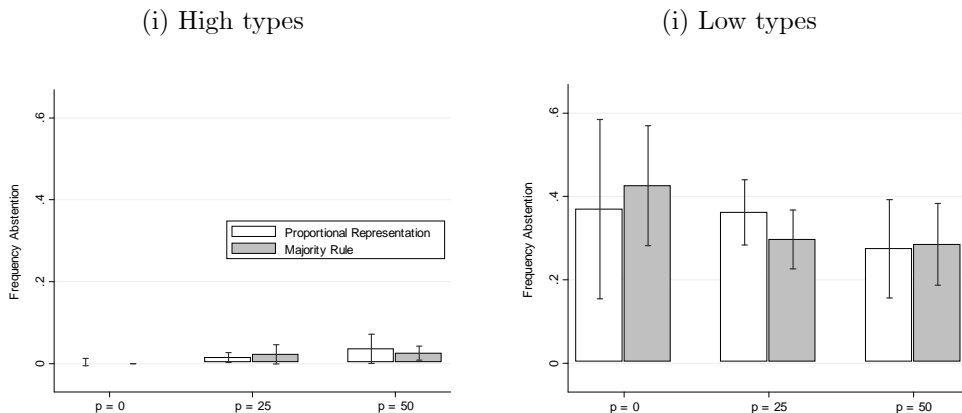 (i) High types
Frequency Abstention
.6
.4
.2
0
Proportional Representation
Majority Rule
p = 0
p = 25
p = 50
(i) Low types
Frequency Abstention
.6
.4
.2
0
p = 0
p = 25
p = 50